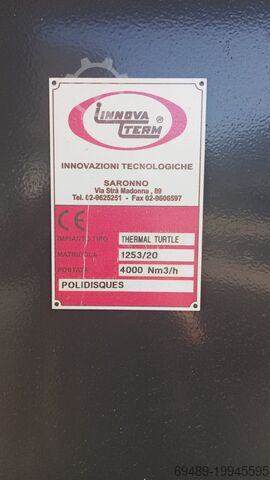 INNOVA
TERM ®
INNOVAZIONI TECNOLOGICHE
SARONNO
Via Strà Madonna , 89
Tel. 02-9625251 - Fax 02-9606597
CE
IMPIANTO TIPO THERMAL TURTLE
MATRICOLA 1253/20
PORTATA 4000 Nm3/h
POLIDISQUES
69489-19945595